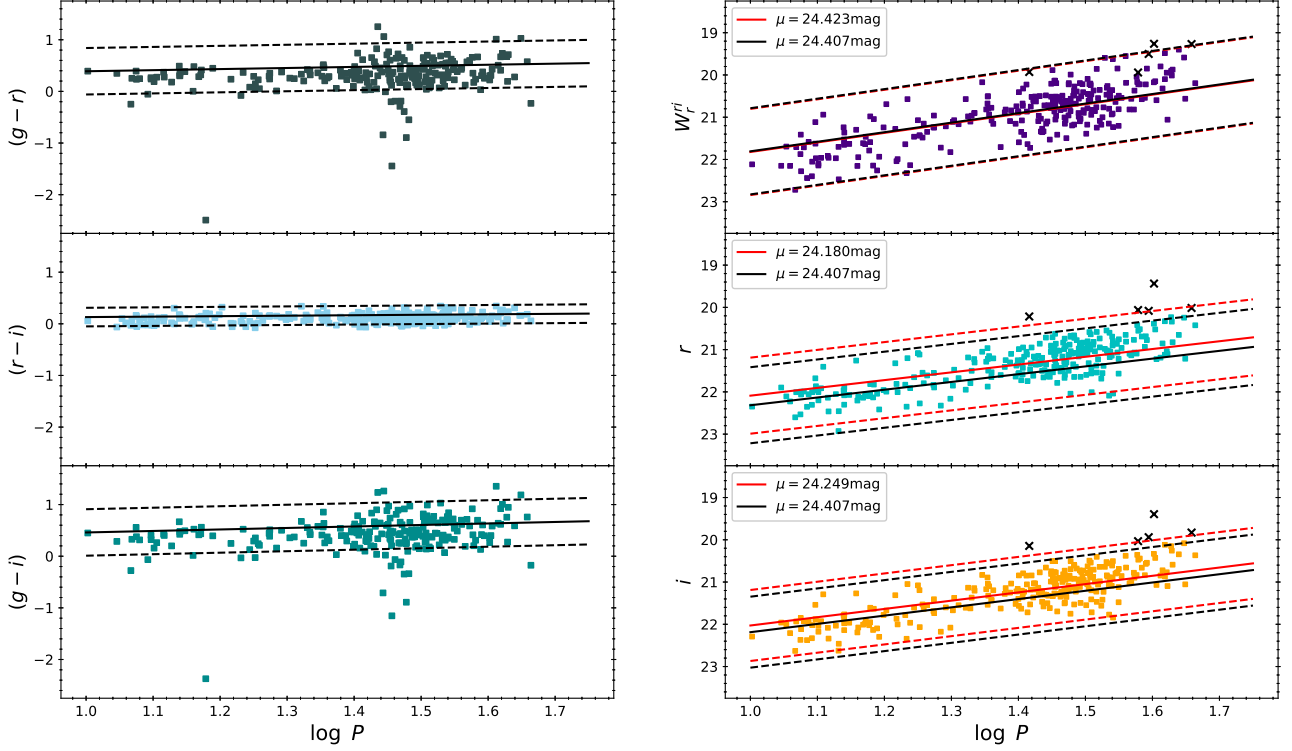 1
0
−1
−2
(g − r)
1
0
−1
−2
(r − i)
1
0
−1
−2
(g − i)
1.0 1.1 1.2 1.3 1.4 1.5 1.6 1.7
log P
μ = 24.423mag
μ = 24.407mag
19
20
21
22
23
W_r^{ri}
μ = 24.180mag
μ = 24.407mag
19
20
21
22
23
r
μ = 24.249mag
μ = 24.407mag
19
20
21
22
23
i
1.0 1.1 1.2 1.3 1.4 1.5 1.6 1.7
log P